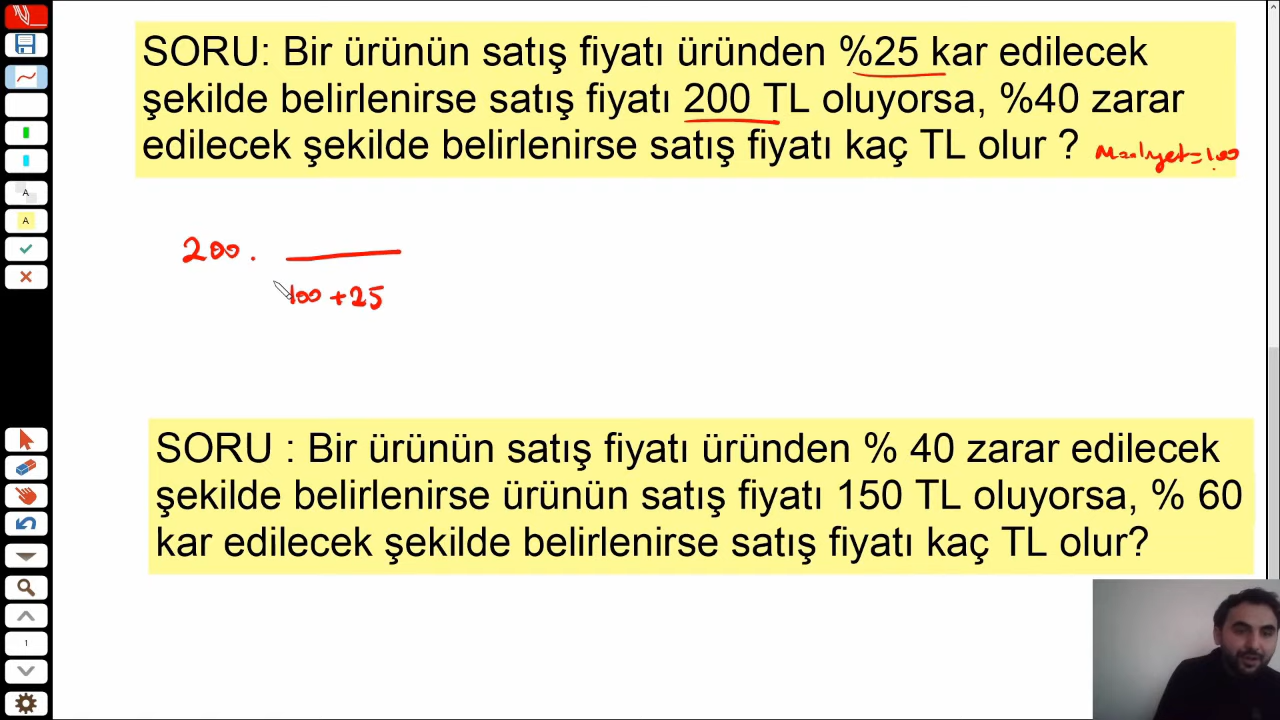 SORU: Bir ürünün satış fiyatı üründen %25 kar edilecek
şekilde belirlenirse satış fiyatı 200 TL oluyorsa, %40 zarar
edilecek şekilde belirlenirse satış fiyatı kaç TL olur ?
Maliyet=100
200 .
100 +25
SORU : Bir ürünün satış fiyatı üründen % 40 zarar edilecek
şekilde belirlenirse ürünün satış fiyatı 150 TL oluyorsa, % 60
kar edilecek şekilde belirlenirse satış fiyatı kaç TL olur?
A
A
1